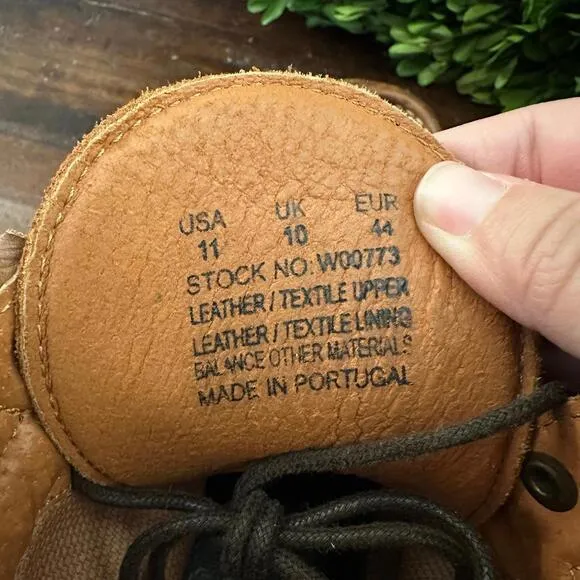 USA UK EUR
11 10 44
STOCK NO: W00773
LEATHER / TEXTILE UPPER
LEATHER / TEXTILE LINING
BALANCE OTHER MATERIALS
MADE IN PORTUGAL